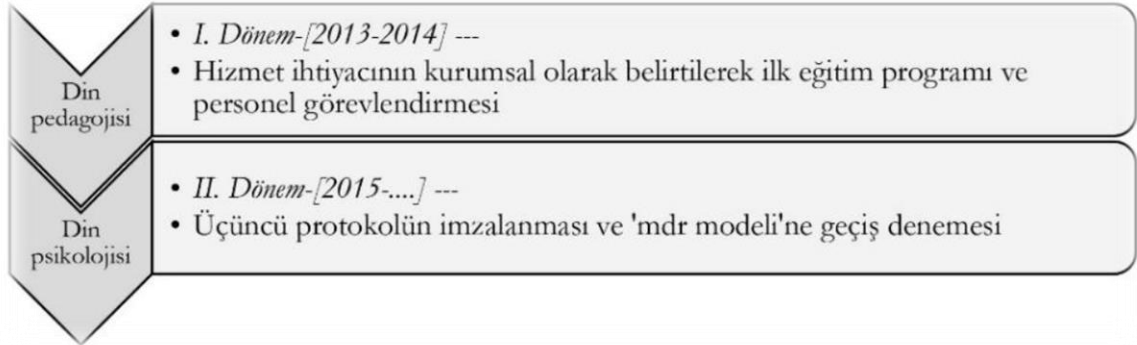 Din
pedagojisi
• I. Dönem-[2013-2014] ---
• Hizmet ihtiyacının kurumsal olarak belirtilerek ilk eğitim programı ve
personel görevlendirmesi
Din
psikolojisi
• II. Dönem-[2015-....] ---
• Üçüncü protokolün imzalanması ve 'mdr modeli'ne geçiş denemesi